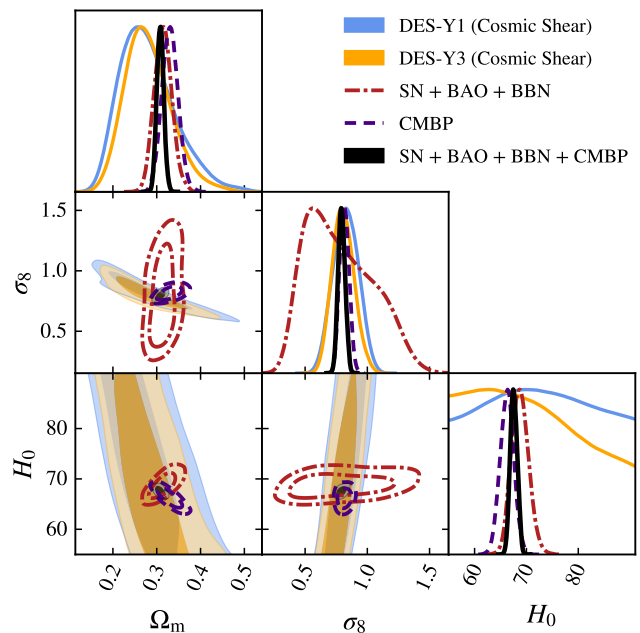 DES-Y1 (Cosmic Shear)
DES-Y3 (Cosmic Shear)
SN + BAO + BBN
CMBP
SN + BAO + BBN + CMBP
1.5
1.0
0.5
σ8
80
70
60
H0
0.2 0.3 0.4 0.5
0.5 1.0 1.5
60 70 80
Ωm
σ8
H0